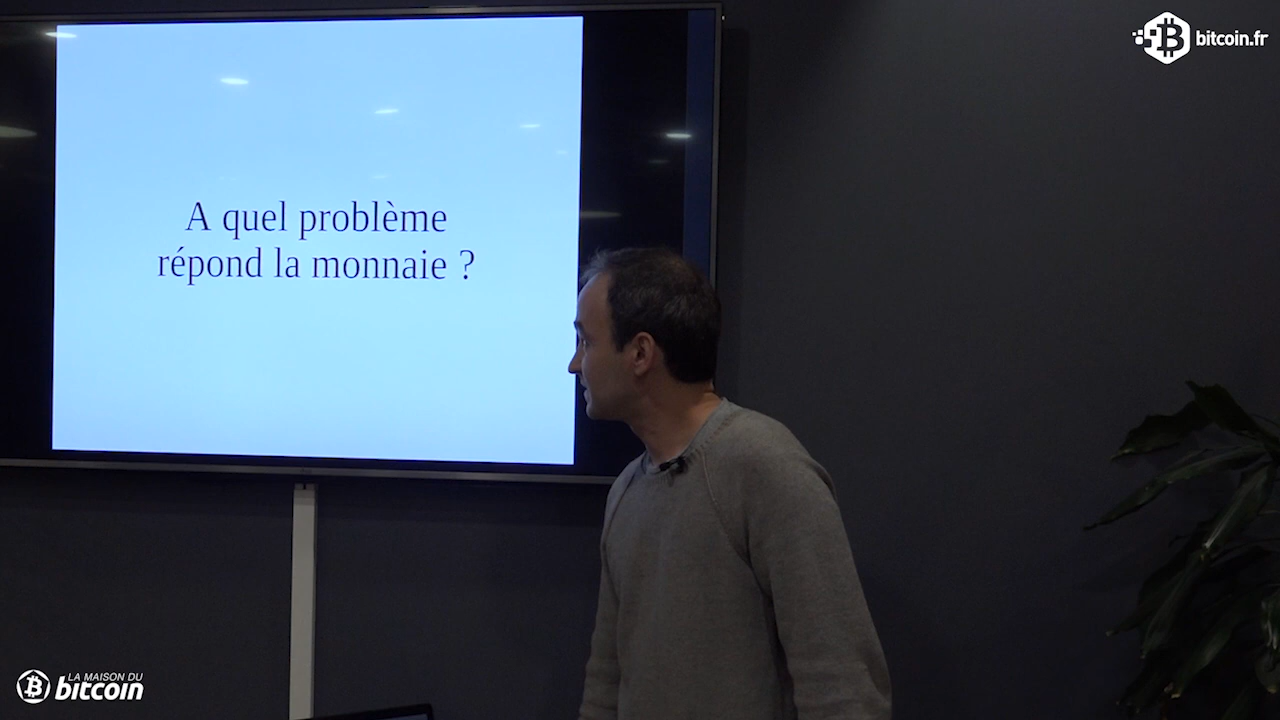 bitcoin.fr
A quel problème
répond la monnaie ?
LA MAISON DU
bitcoin